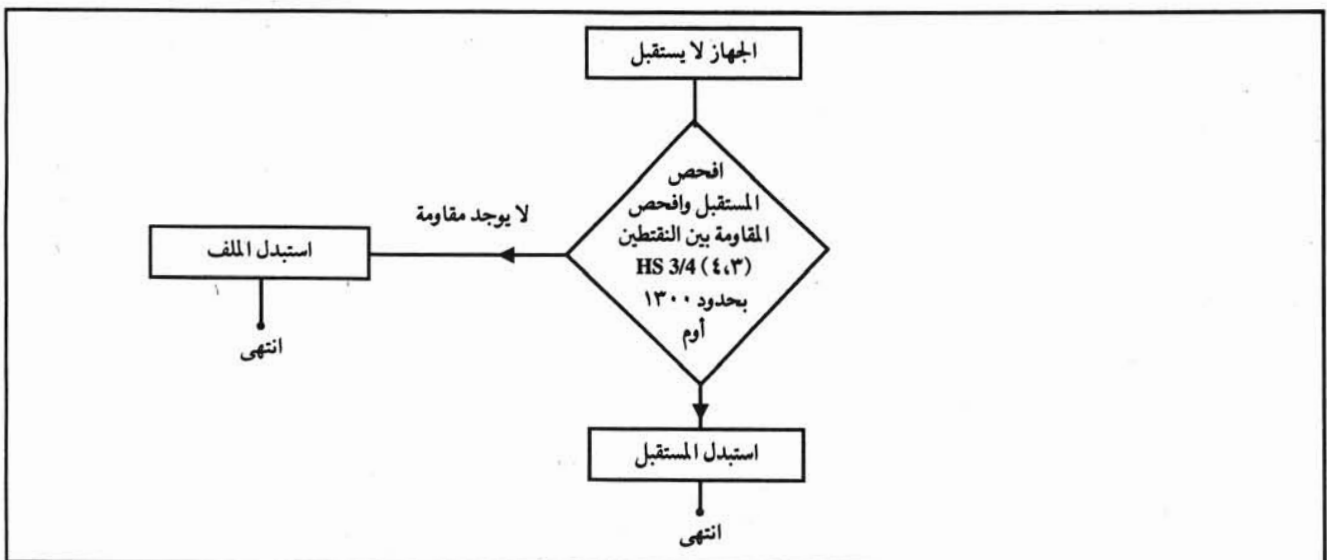 الجهاز لا يستقبل
افحص
المستقبل وافحص
المقاومة بين النقتطين
(٤،٣) HS 3/4
بحدود ١٣٠٠
أوم
لا يوجد مقاومة
استبدل الملف
انتهى
استبدل المستقبل
انتهى